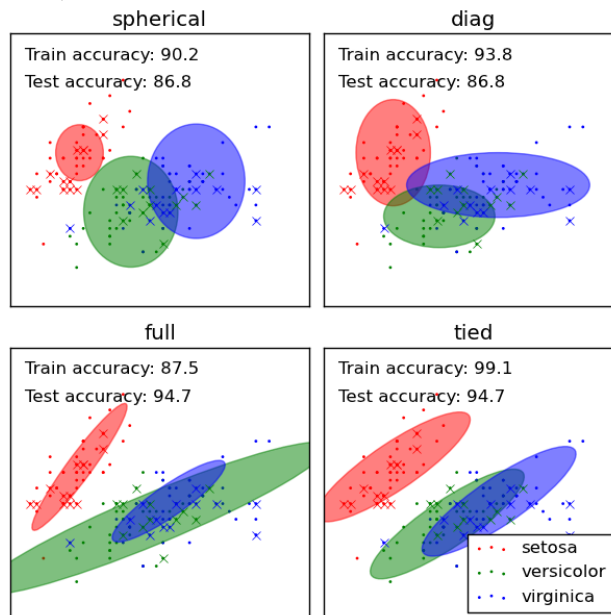 spherical
Train accuracy: 90.2
Test accuracy: 86.8
diag
Train accuracy: 93.8
Test accuracy: 86.8
full
Train accuracy: 87.5
Test accuracy: 94.7
tied
Train accuracy: 99.1
Test accuracy: 94.7
setosa
versicolor
virginica